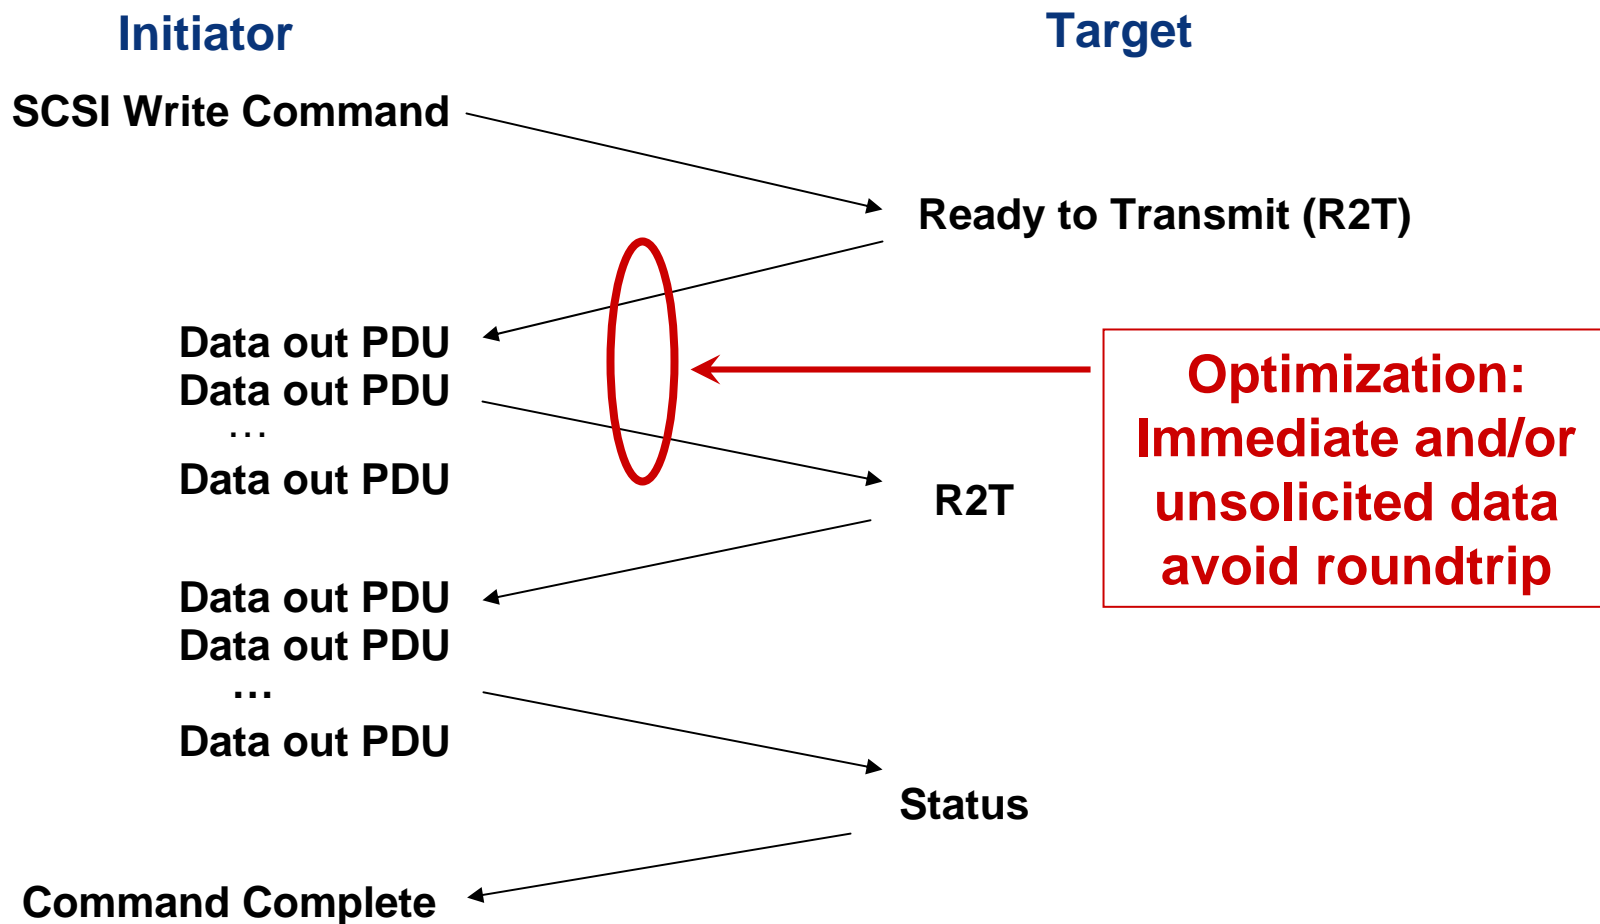 Initiator
Target
SCSI Write Command
Ready to Transmit (R2T)
Data out PDU
Data out PDU
…
Data out PDU
Optimization:
Immediate and/or
unsolicited data
avoid roundtrip
R2T
Data out PDU
Data out PDU
…
Data out PDU
Status
Command Complete